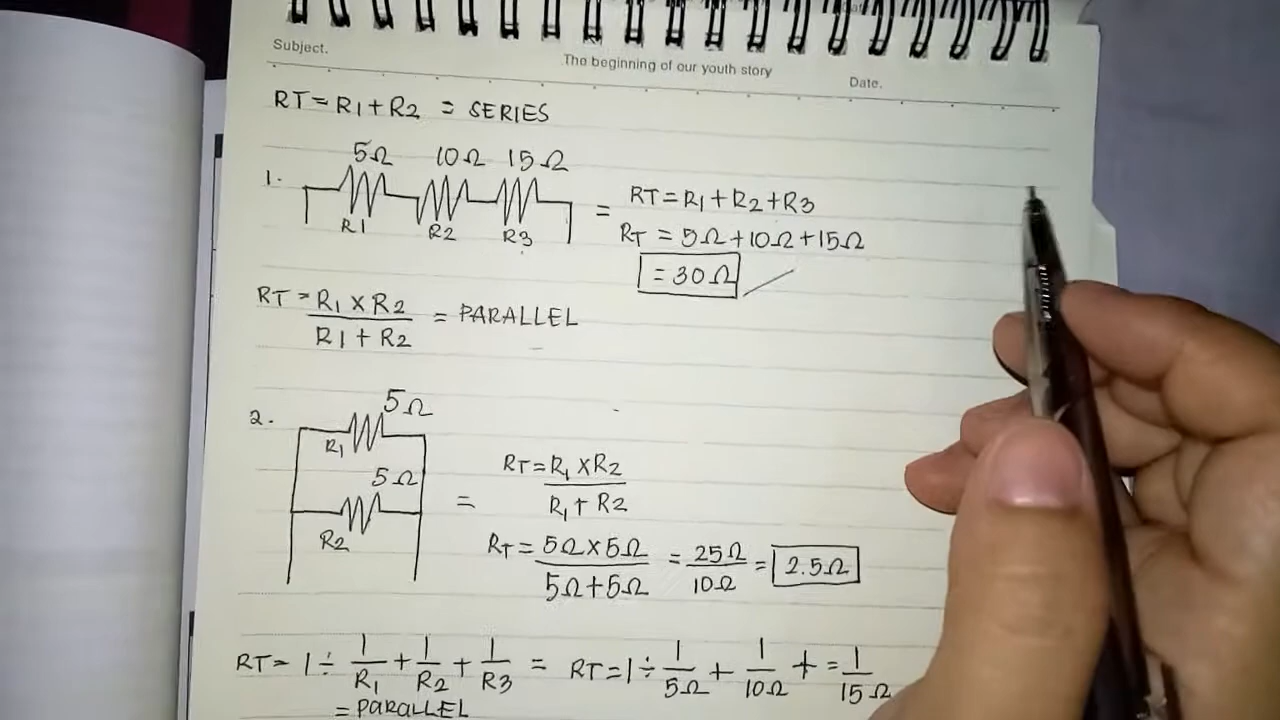 Subject.
The beginning of our youth story
Date.
RT = R1 + R2 = SERIES
5Ω 10Ω 15Ω
1.
R1 R2 R3
= RT = R1 + R2 + R3
RT = 5Ω + 10Ω + 15Ω
= 30Ω
RT = R1 X R2 / R1 + R2 = PARALLEL
2.
5Ω
R1
5Ω
R2
= RT = R1 X R2 / R1 + R2
RT = 5Ω X 5Ω / 5Ω + 5Ω = 25Ω / 10Ω = 2.5Ω
RT = 1 ÷ 1/R1 + 1/R2 + 1/R3 = RT = 1 ÷ 1/5Ω + 1/10Ω + = 1/15Ω
= PARALLEL